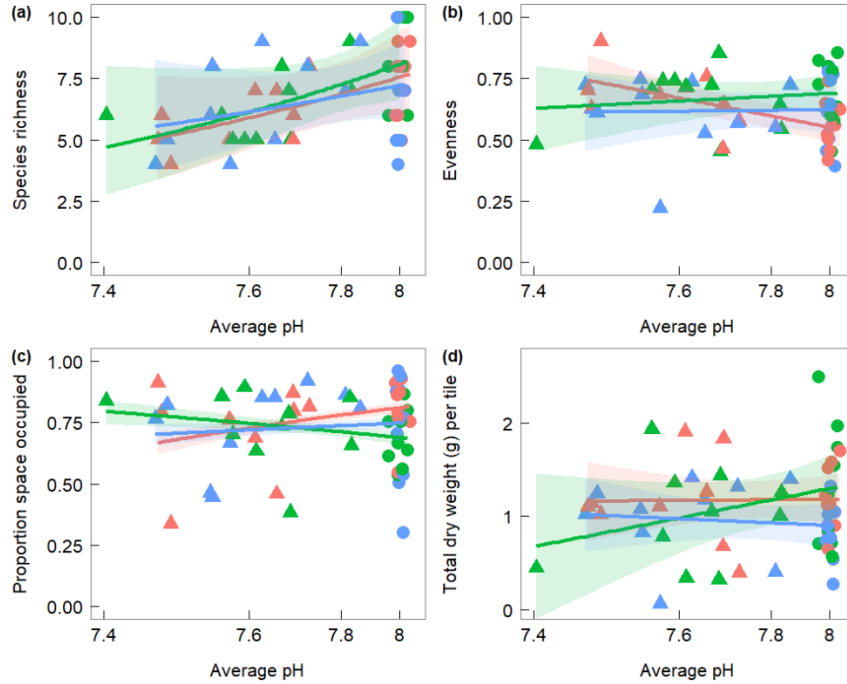 (a)
10.0
7.5
5.0
2.5
0.0
Species richness
7.4
7.6
7.8
8
Average pH
(b)
1.00
0.75
0.50
0.25
0.00
Evenness
7.4
7.6
7.8
8
Average pH
(c)
1.00
0.75
0.50
0.25
0.00
Proportion space occupied
7.4
7.6
7.8
8
Average pH
(d)
2
1
0
Total dry weight (g) per tile
7.4
7.6
7.8
8
Average pH